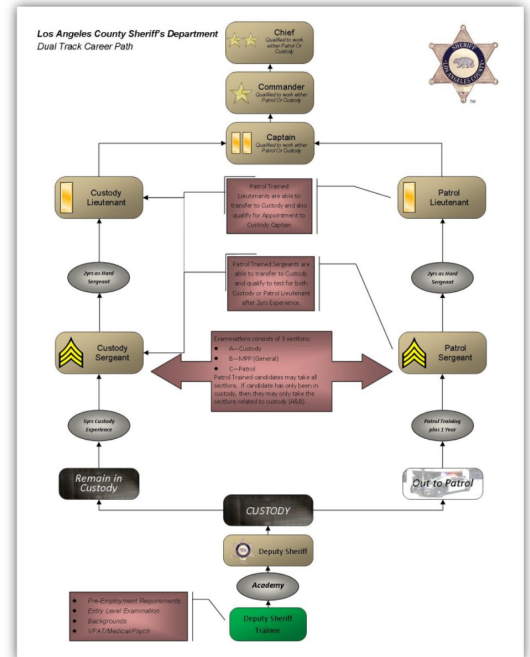 Los Angeles County Sheriff's Department
Dual Track Career Path
Chief
Qualified to work
either Patrol Or
Custody
SHERIFF
LOS ANGELES COUNTY
TM
Commander
Qualified to work either
Patrol Or Custody
Captain
Qualified to work either
Patrol Or Custody
Custody
Lieutenant
Patrol Trained
Lieutenants are able to
transfer to Custody and also
qualify for Appointment to
Custody Captain
Patrol
Lieutenant
2yrs as Hard
Sergeant
Patrol Trained Sergeants are
able to transfer to Custody
and qualify to test for both
Custody or Patrol Lieutenant
after 2yrs Experience.
2yrs as Hard
Sergeant
Custody
Sergeant
Examinations consists of 3 sections:
● A—Custody
● B—MPP (General)
● C—Patrol
Patrol Trained candidates may take all
sections. If candidate has only been in
custody, then they may only take the
sections related to custody (A&B).
Patrol
Sergeant
5yrs Custody
Experience
Patrol Training
plus 1 Year
Remain in
Custody
CUSTODY
Out to Patrol
Deputy Sheriff
Academy
● Pre-Employment Requirements
● Entry Level Examination
● Backgrounds
● VPAT/Medical/Psych
Deputy Sheriff
Trainee